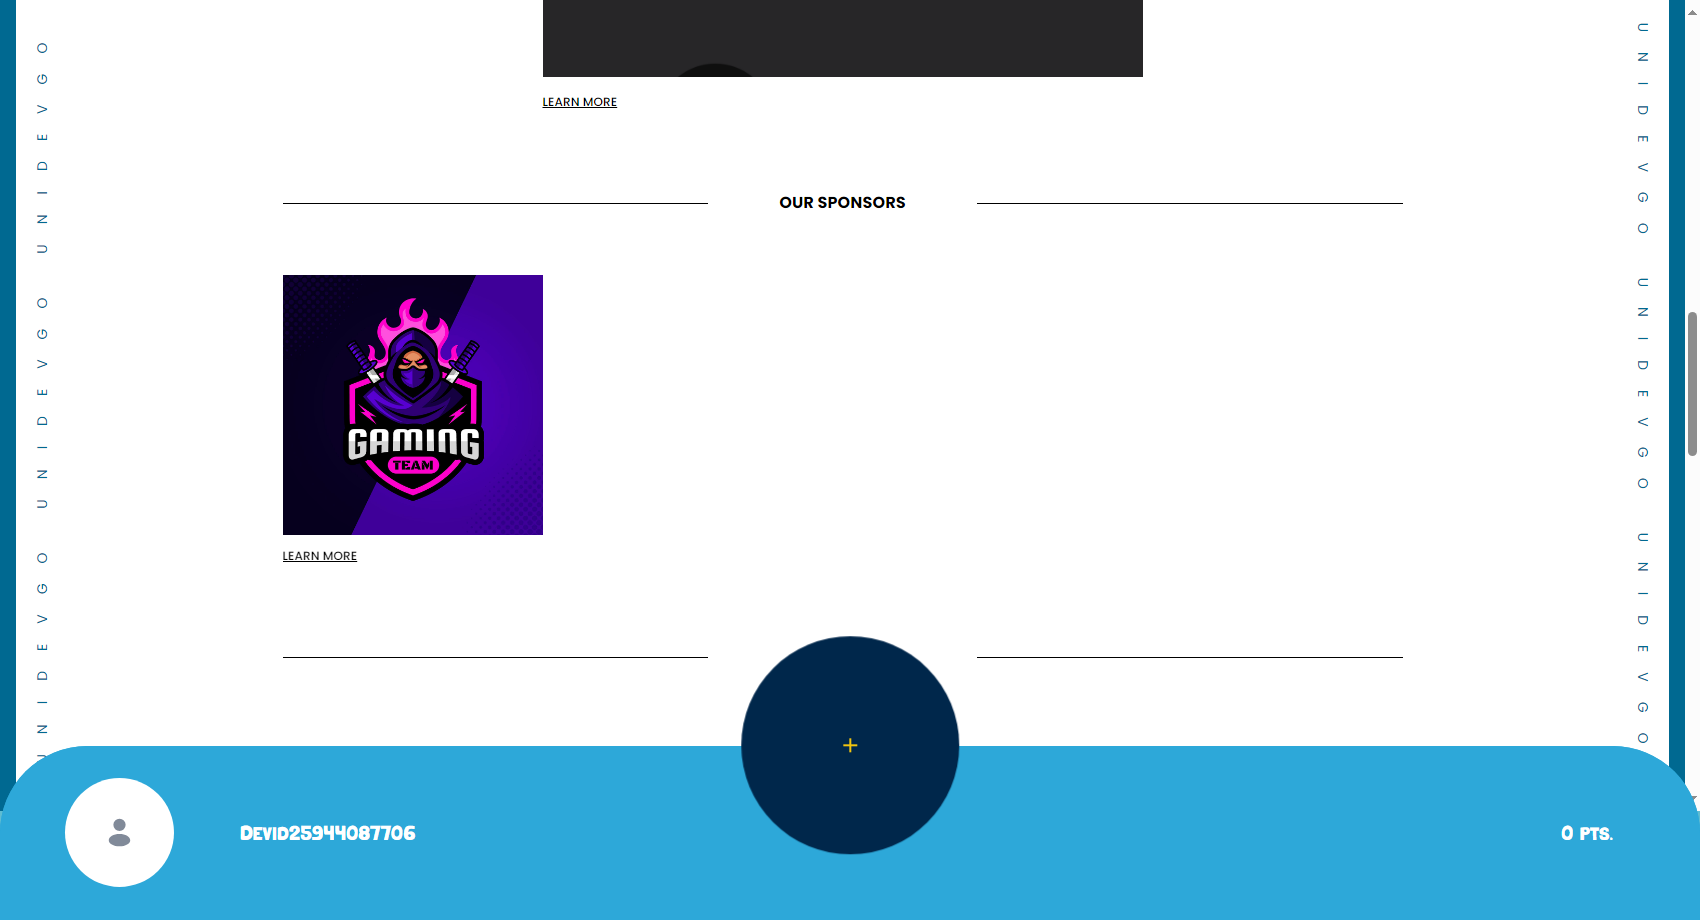 LEARN MORE
OUR SPONSORS
GAMING
TEAM
LEARN MORE
+
DEVID25944087706
0 PTS.
UNIDEVGO UNIDEVGO UNIDEVGO
UNIDEVGO UNIDEVGO UNIDEVGO